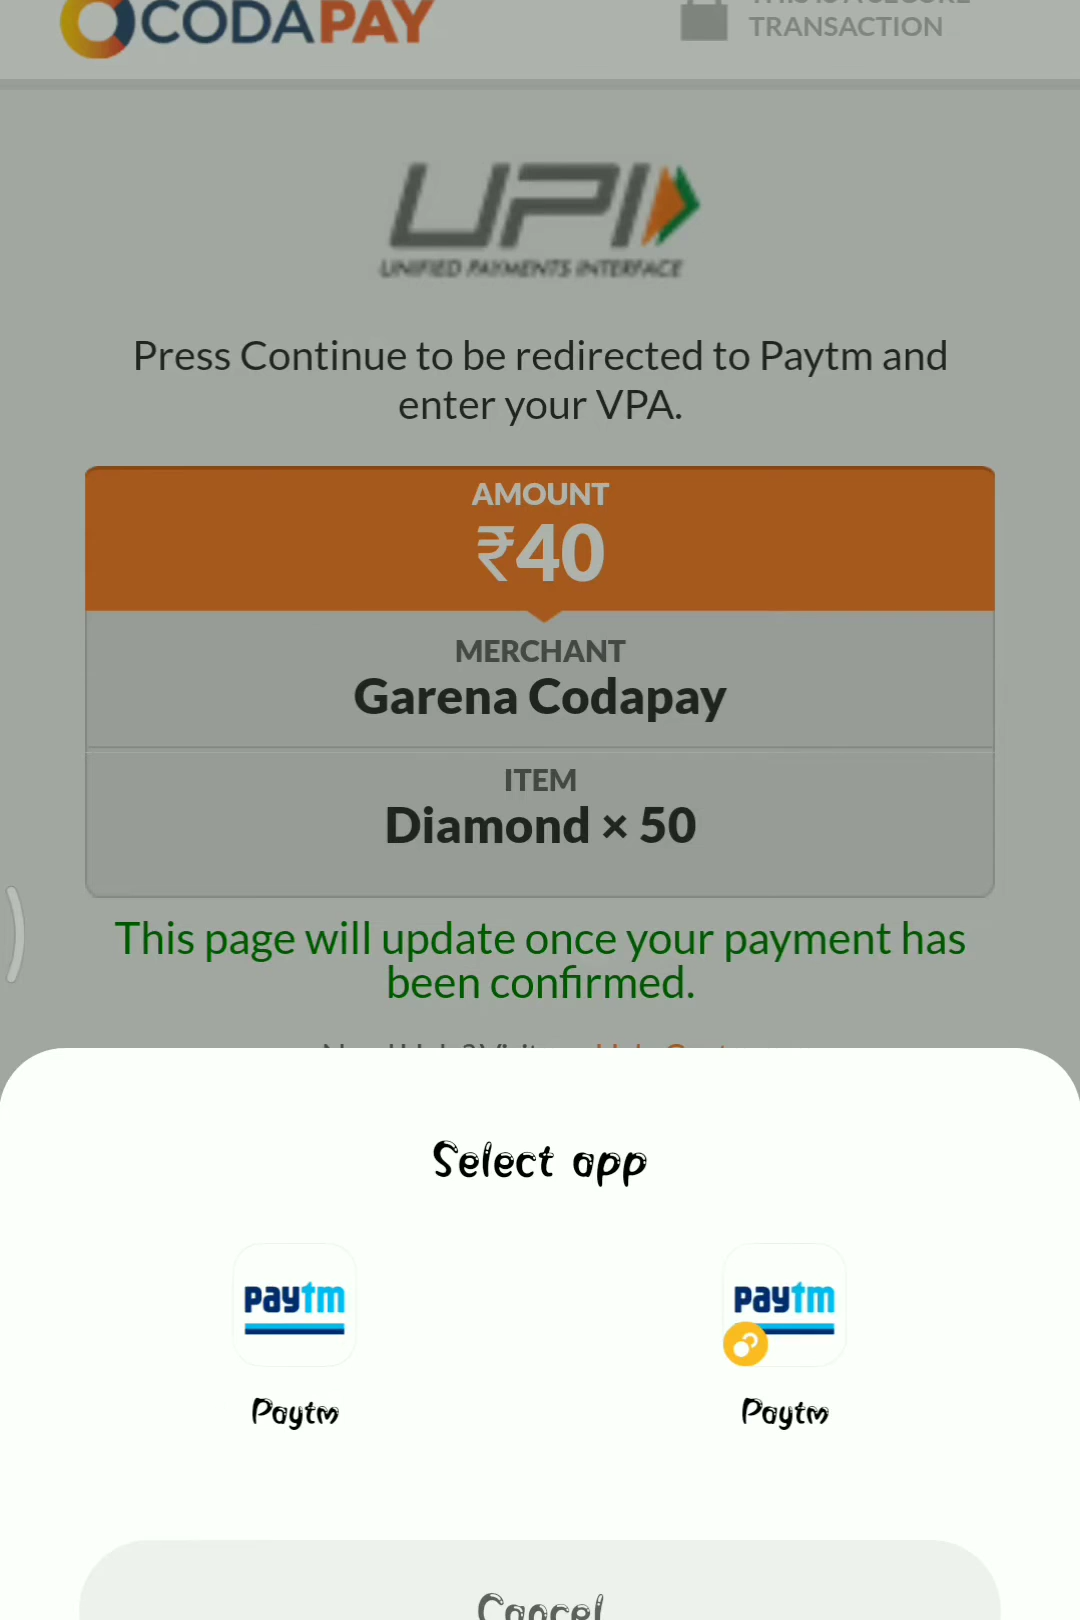 CODAPAY
TRANSACTION
UPI
UNIFIED PAYMENTS INTERFACE
Press Continue to be redirected to Paytm and
enter your VPA.
AMOUNT
₹40
MERCHANT
Garena Codapay
ITEM
Diamond × 50
This page will update once your payment has
been confirmed.
Select app
paytm paytm
Paytm Paytm
Cancel